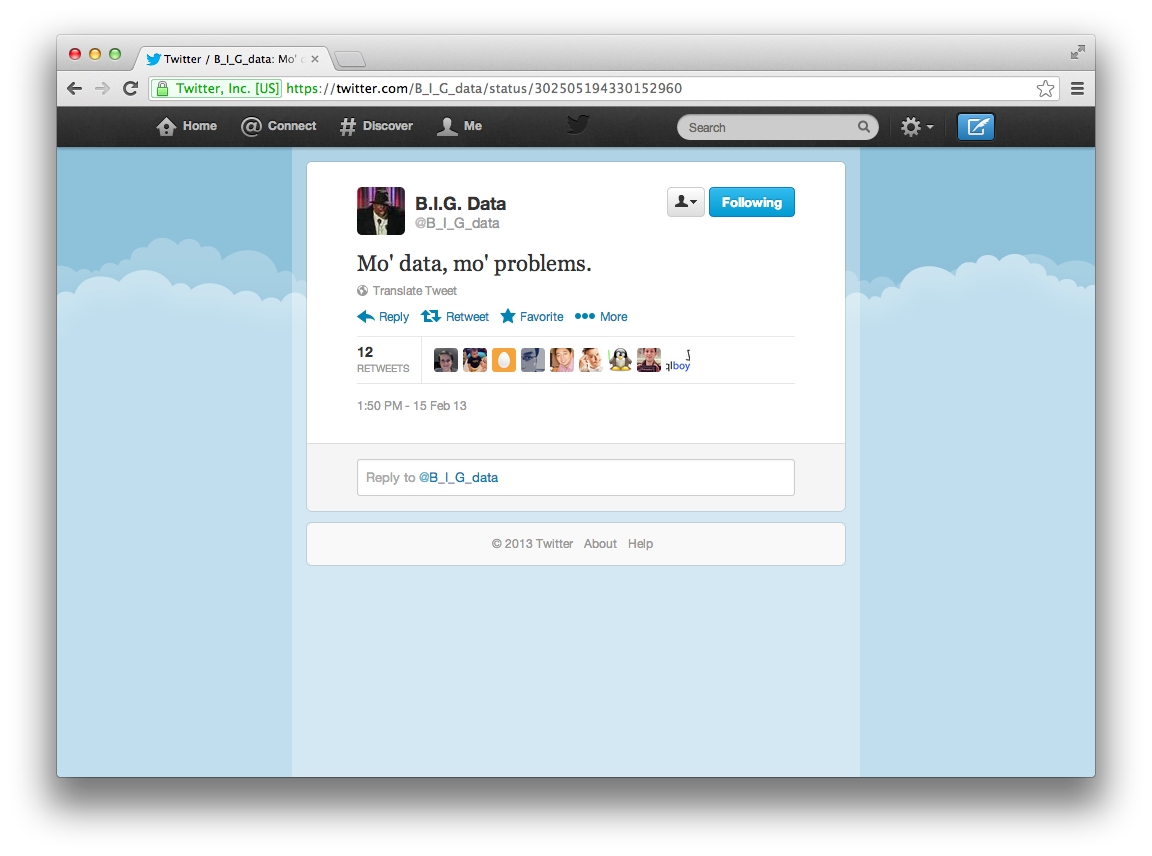 Twitter / B_I_G_data: Mo'
Twitter, Inc. [US] https://twitter.com/B_I_G_data/status/302505194330152960
Home @ Connect # Discover Me Search
B.I.G. Data
Following
@B_I_G_data
Mo' data, mo' problems.
Translate Tweet
Reply Retweet Favorite More
12
RETWEETS
qlboy
1:50 PM - 15 Feb 13
Reply to @B_I_G_data
© 2013 Twitter About Help